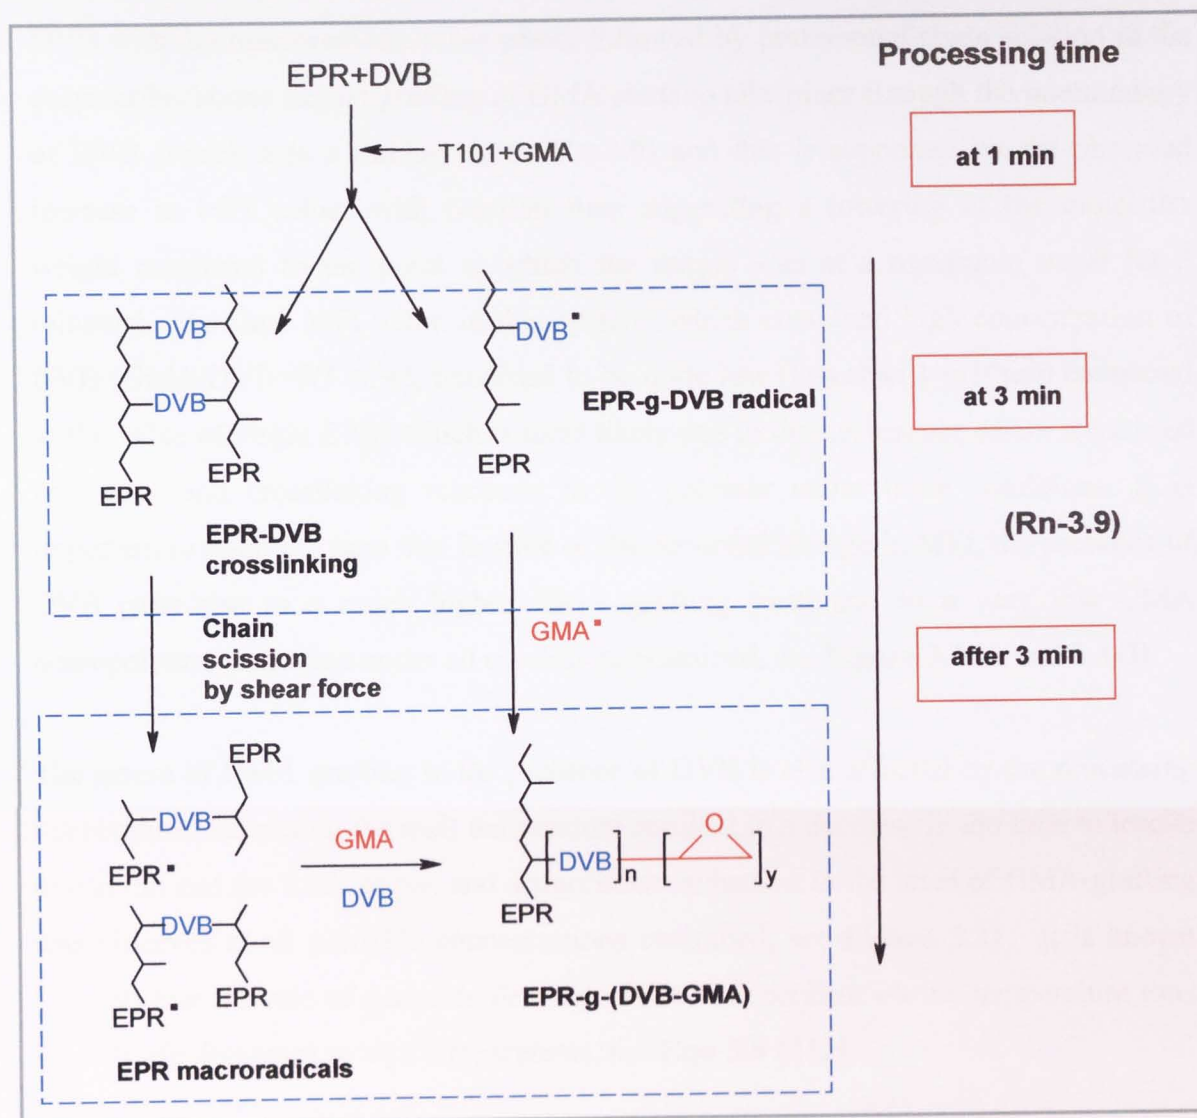 EPR+DVB
Processing time
T101+GMA
at 1 min
DVB
DVB▪
DVB
EPR-g-DVB radical
at 3 min
EPR
EPR
EPR
EPR-DVB
crosslinking
(Rn-3.9)
Chain
scission
by shear force
GMA▪
after 3 min
EPR
DVB
EPR▪
GMA
DVB
O
DVB
n
y
EPR
DVB
EPR
EPR▪
EPR-g-(DVB-GMA)
EPR macroradicals